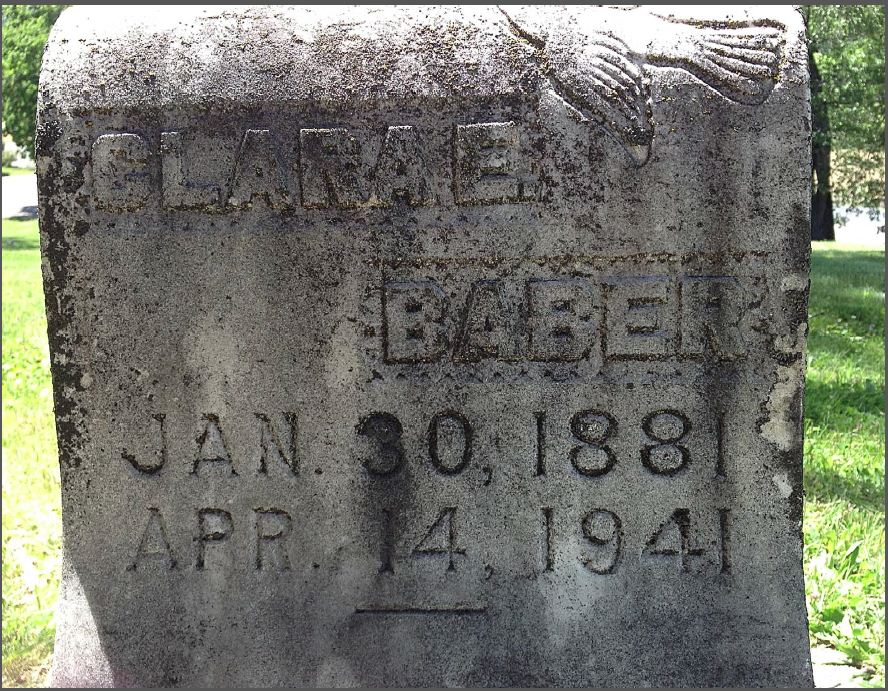 CLARA E.
BABER
JAN. 30, 1881
APR. 14, 1941